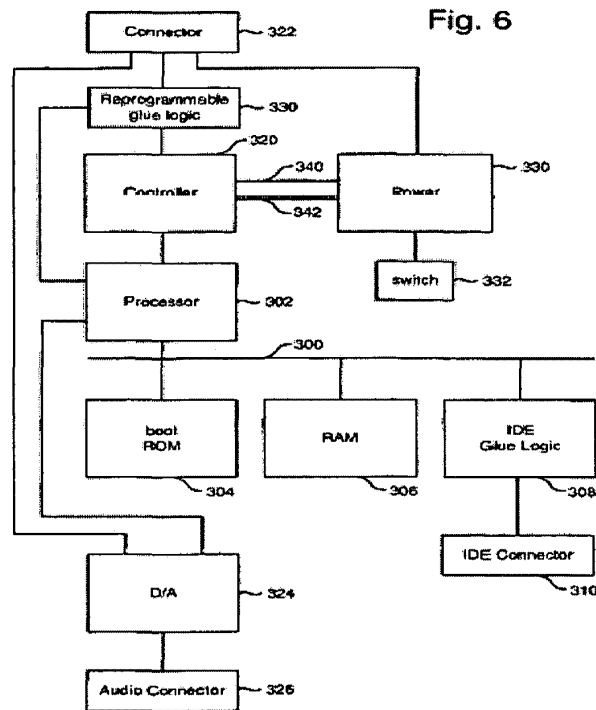 Fig. 6
Connector
322
Reprogrammable
glue logic
330
320
Controller
340
342
Power
330
switch
332
Processor
302
300
boot
ROM
304
RAM
306
IDE
Glue Logic
308
IDE Connector
310
D/A
324
Audio Connector
326